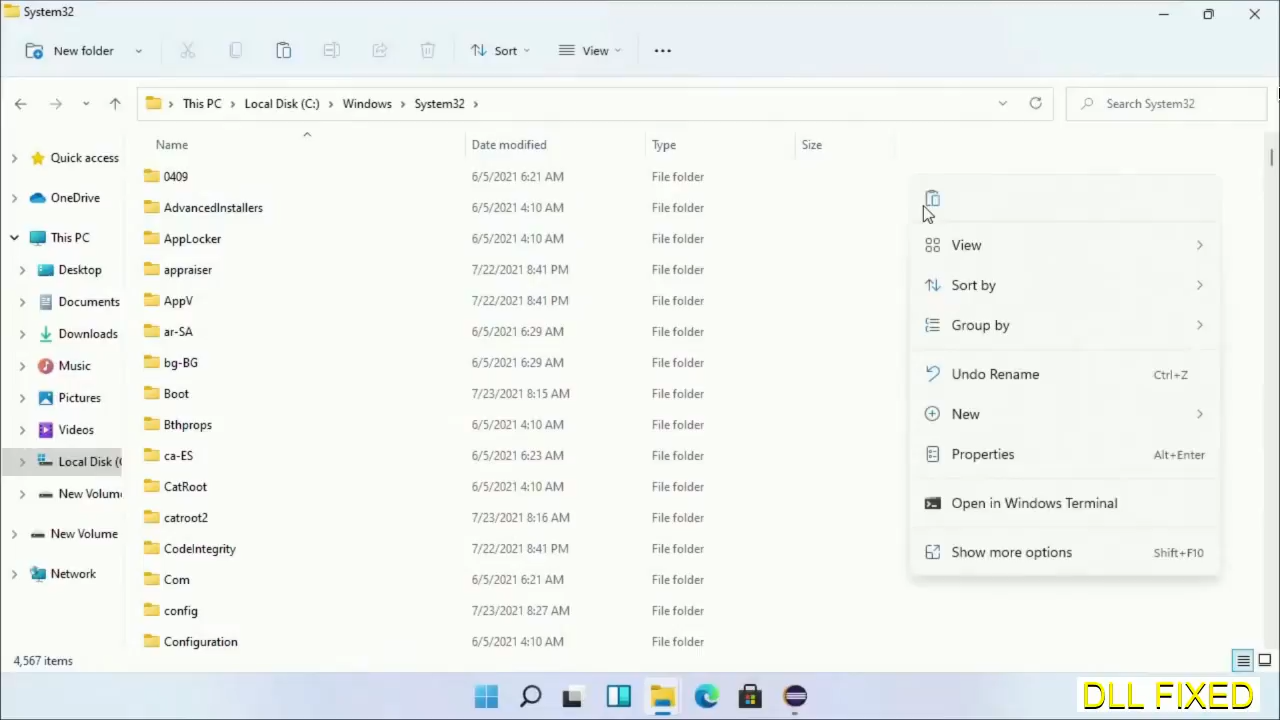 System32
New folder Sort View
This PC Local Disk (C:) Windows System32 Search System32
Name Date modified Type Size
Quick access
OneDrive
This PC
Desktop
Documents
Downloads
Music
Pictures
Videos
Local Disk (
New Volum
New Volume
Network
0409 6/5/2021 6:21 AM File folder
AdvancedInstallers 6/5/2021 4:10 AM File folder
AppLocker 6/5/2021 4:10 AM File folder
appraiser 7/22/2021 8:41 PM File folder
AppV 7/22/2021 8:41 PM File folder
ar-SA 6/5/2021 6:29 AM File folder
bg-BG 6/5/2021 6:29 AM File folder
Boot 7/23/2021 8:15 AM File folder
Bthprops 6/5/2021 4:10 AM File folder
ca-ES 6/5/2021 6:23 AM File folder
CatRoot 6/5/2021 4:10 AM File folder
catroot2 7/23/2021 8:16 AM File folder
CodeIntegrity 7/22/2021 8:41 PM File folder
Com 6/5/2021 6:21 AM File folder
config 7/23/2021 8:27 AM File folder
Configuration 6/5/2021 4:10 AM File folder
View
Sort by
Group by
Undo Rename Ctrl+Z
New
Properties Alt+Enter
Open in Windows Terminal
Show more options Shift+F10
4,567 items
DLL FIXED